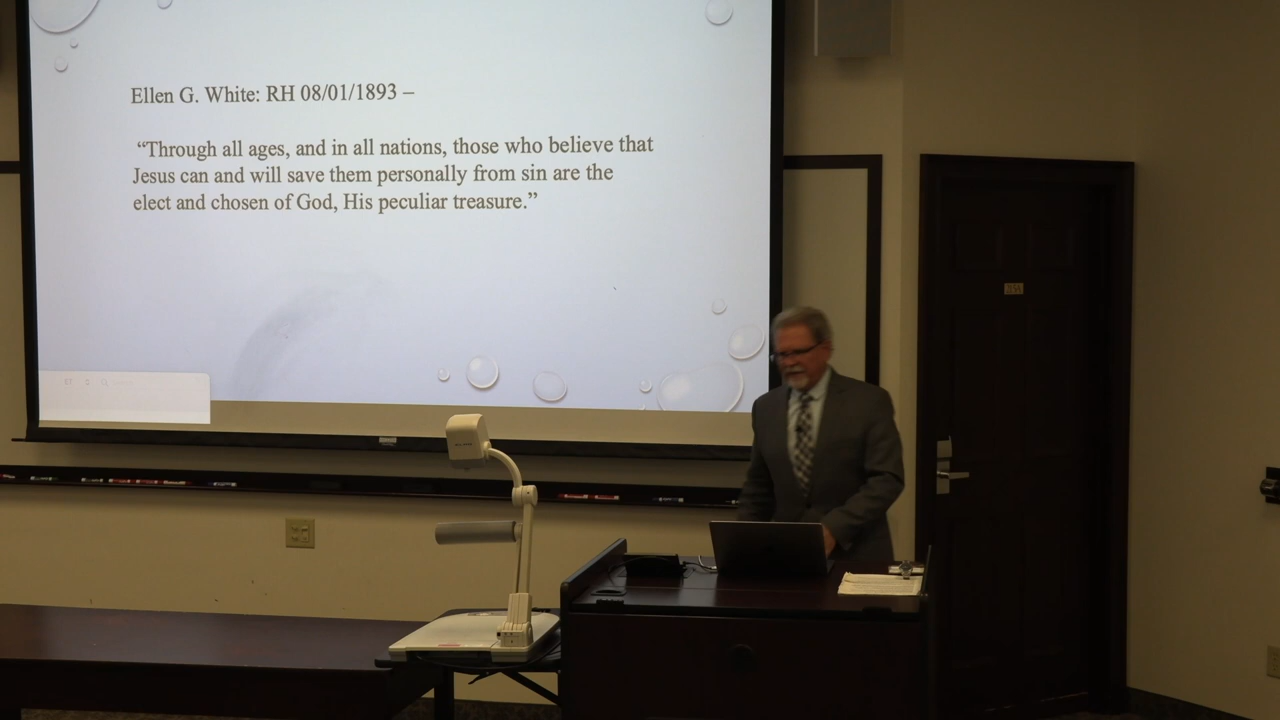 Ellen G. White: RH 08/01/1893 –
“Through all ages, and in all nations, those who believe that
Jesus can and will save them personally from sin are the
elect and chosen of God, His peculiar treasure.”